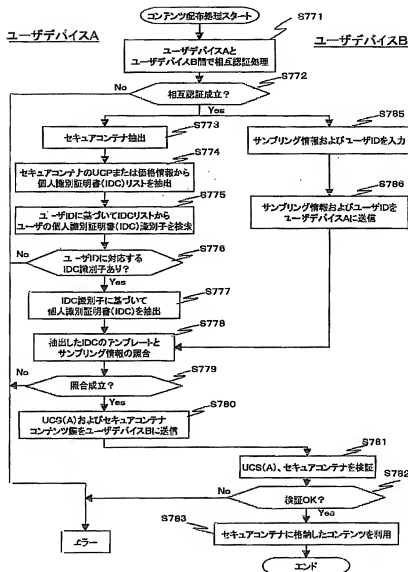 コンテンツ配布処理スタート
ユーザデバイスA
ユーザデバイスB
S771
ユーザデバイスAと
ユーザデバイスB間で相互認証処理
S772
相互認証成立?
No
Yes
S773
セキュアコンテナ抽出
S774
セキュアコンテナのUCPまたは価格情報から
個人識別証明書(IDC)リストを抽出
S775
ユーザIDに基づいてIDCリストから
ユーザの個人識別証明書(IDC)識別子を検索
S776
ユーザIDに対応する
IDC識別子あり?
No
Yes
S777
IDC識別子に基づいて
個人識別証明書(IDC)を抽出
S778
抽出したIDCのテンプレートと
サンプリング情報の照合
S779
照合成立?
No
Yes
S780
UCS(A)およびセキュアコンテナ
コンテンツ鍵をユーザデバイスBに送信
S785
サンプリング情報およびユーザIDを入力
S786
サンプリング情報およびユーザIDを
ユーザデバイスAに送信
S781
UCS(A)、セキュアコンテナを検証
S782
検証OK?
No
Yes
S783
セキュアコンテナに格納したコンテンツを利用
エラー
エンド